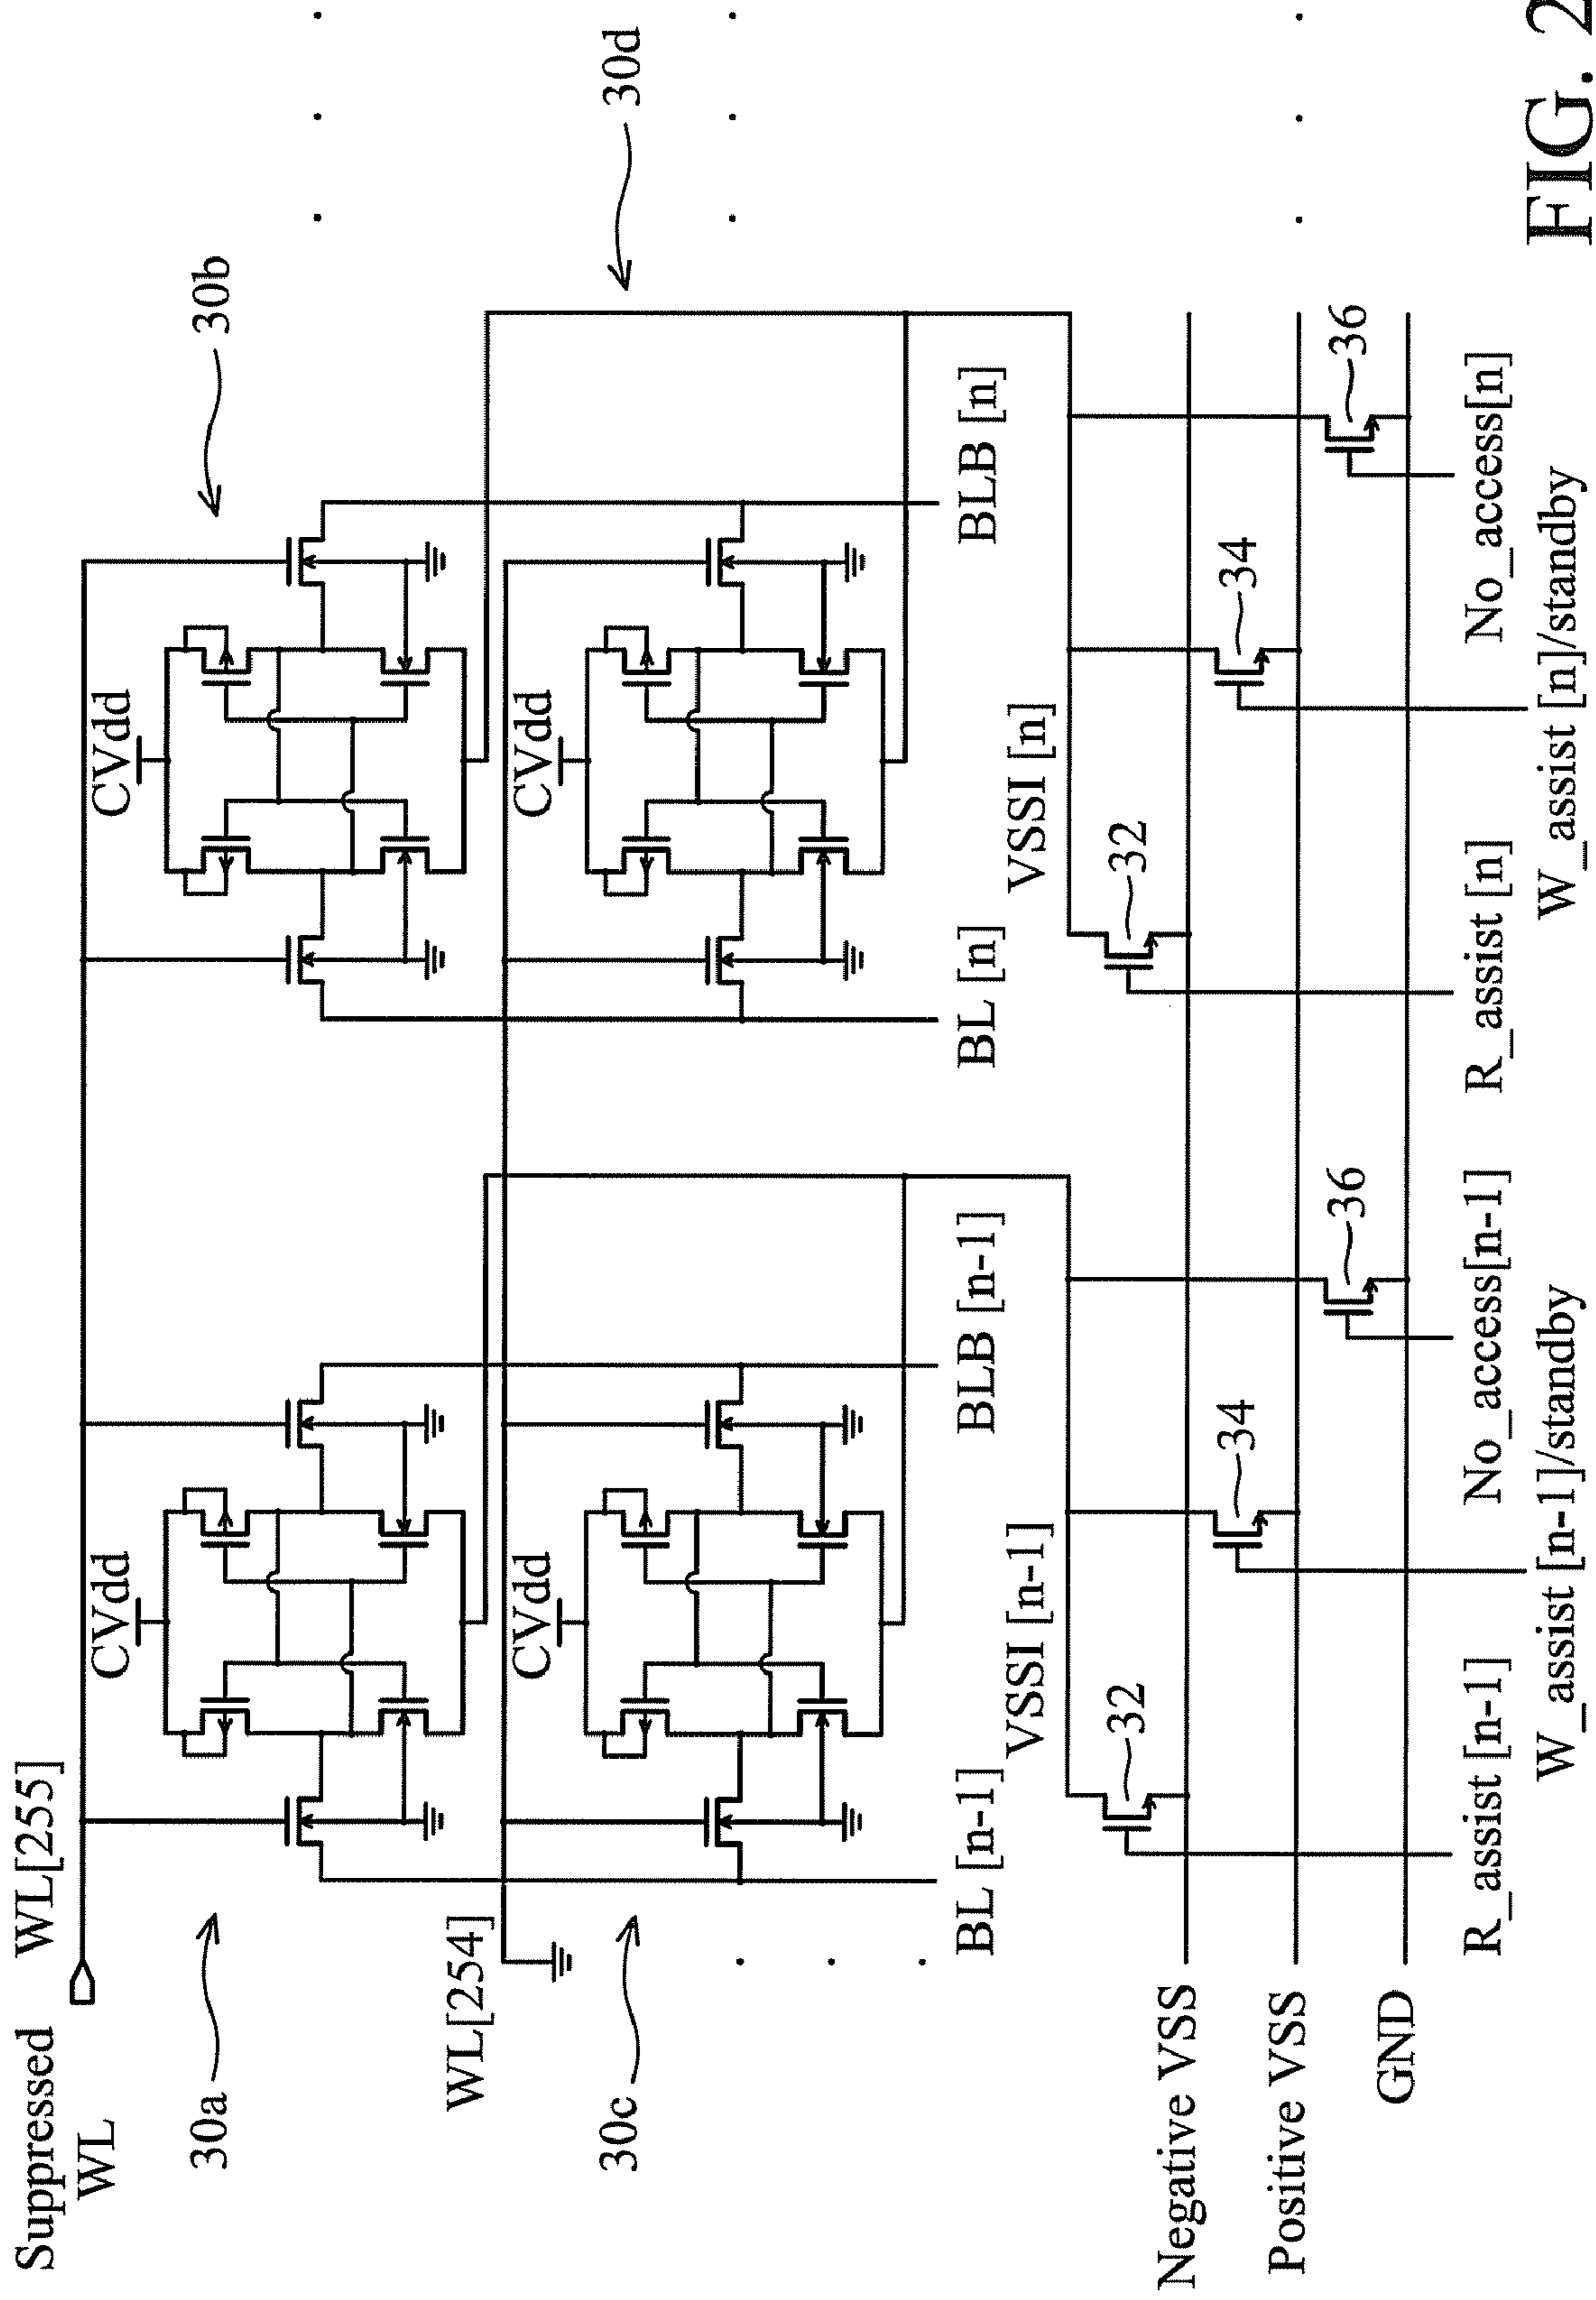 Suppressed
WL
WL[255]
30a
30b
CVdd
CVdd
WL[254]
30c
30d
CVdd
CVdd
BL [n-1]
BLB [n-1]
BL [n]
BLB [n]
VSSI [n-1]
VSSI [n]
Negative VSS
32
32
Positive VSS
34
34
GND
36
36
R_assist [n-1]
No_access[n-1]
R_assist [n]
No_access[n]
W_assist [n-1]/standby
W_assist [n]/standby
FIG. 2